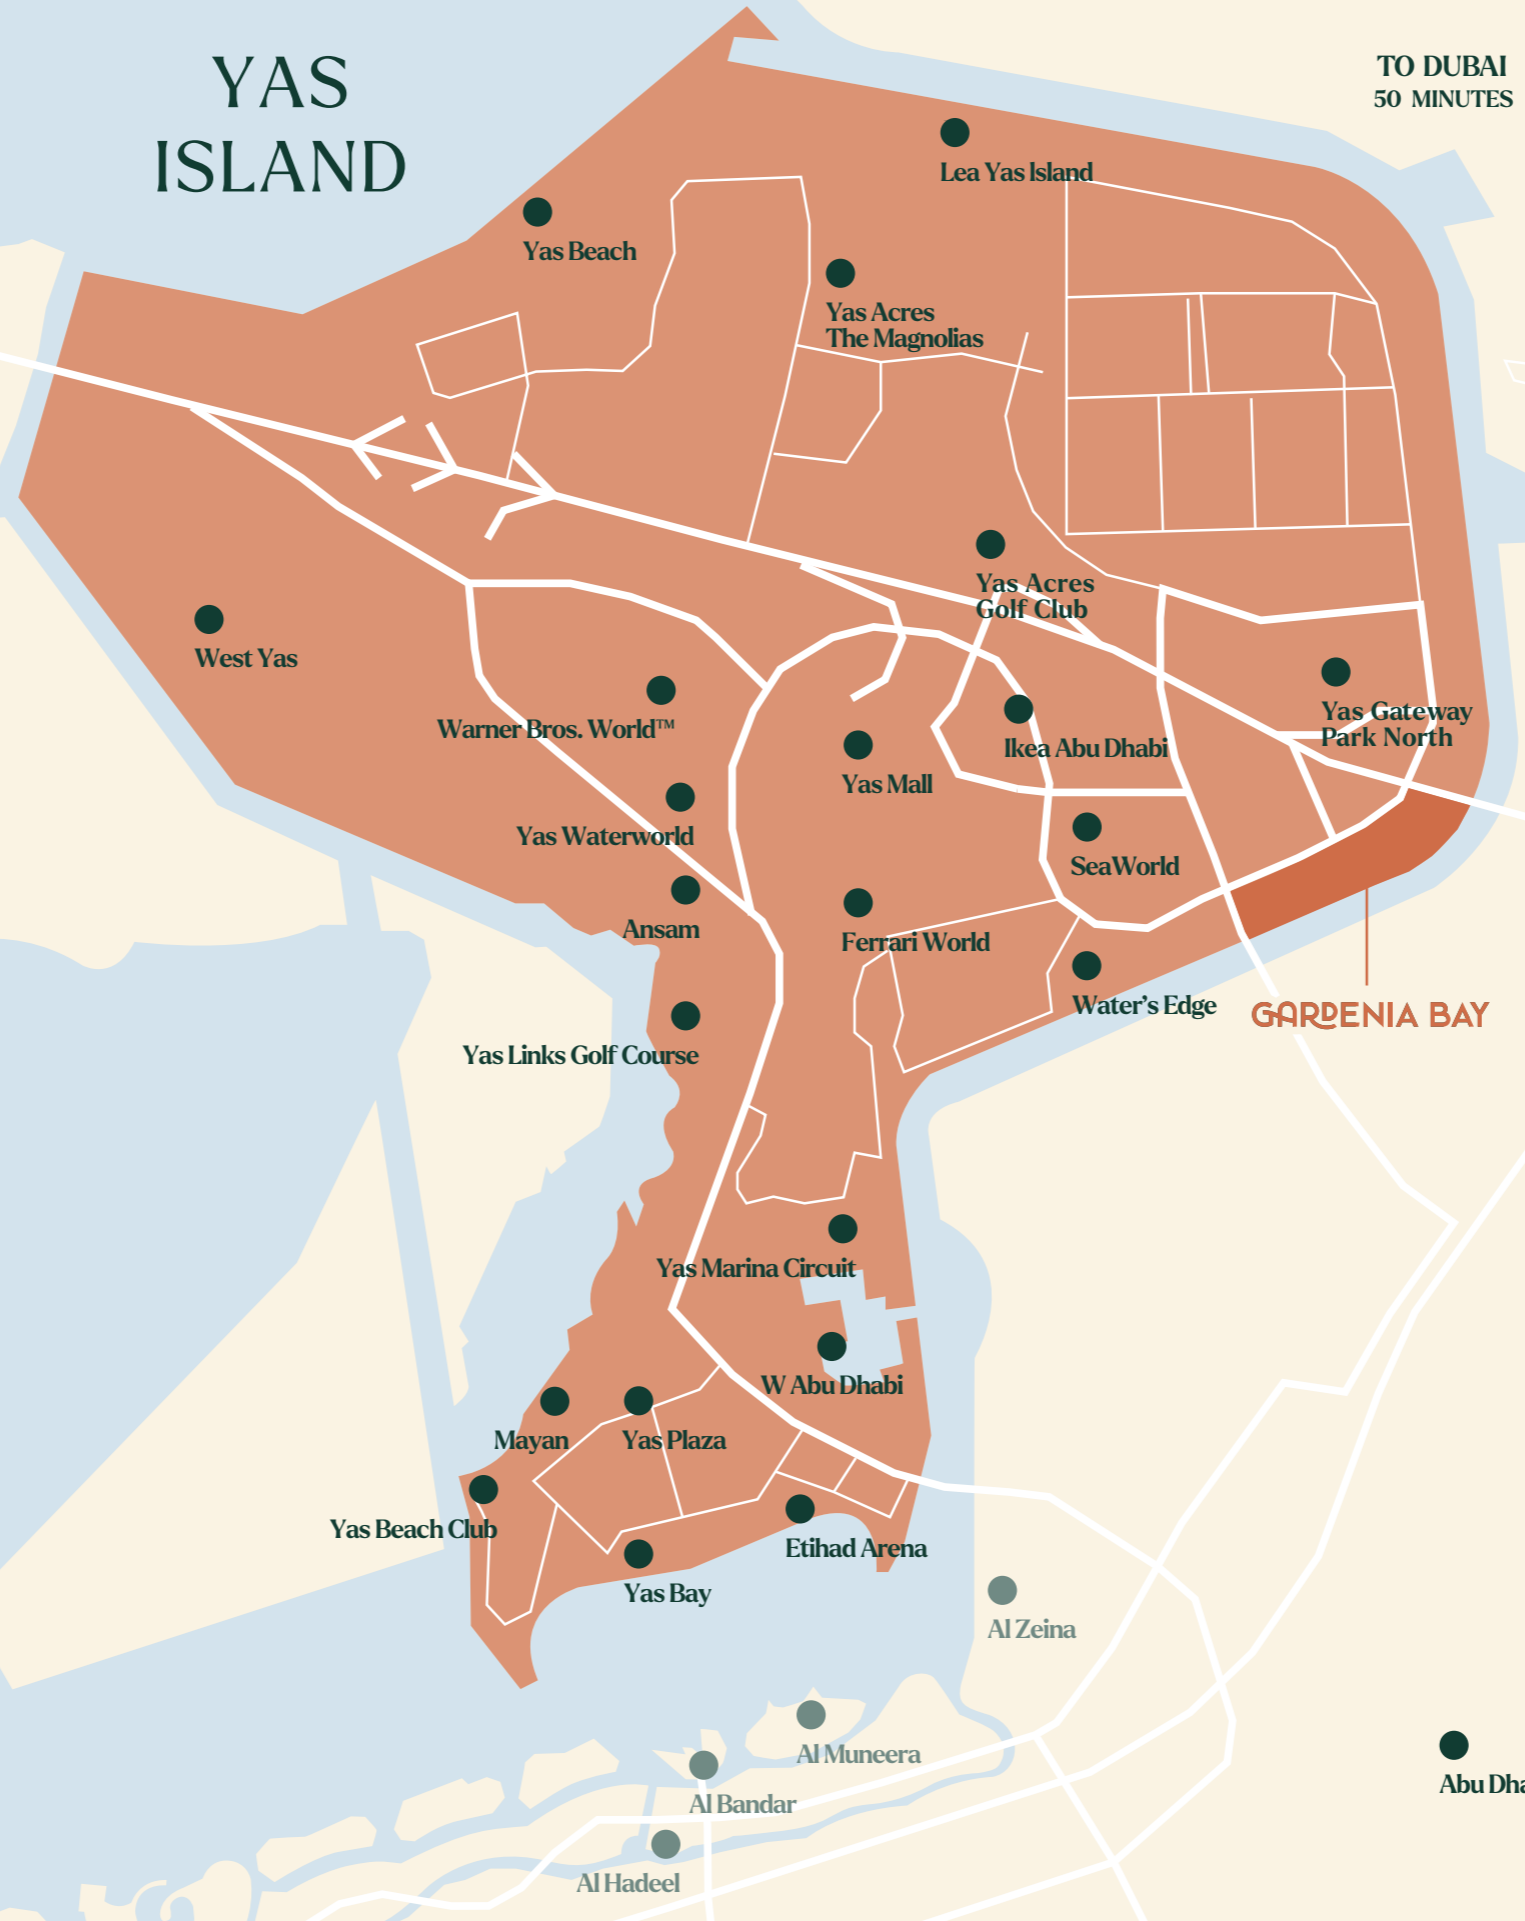 YAS
ISLAND
TO DUBAI
50 MINUTES
Lea Yas Island
Yas Beach
Yas Acres
The Magnolias
Yas Acres
Golf Club
West Yas
Warner Bros. World™
Yas Gateway
Park North
Ikea Abu Dhabi
Yas Mall
Yas Waterworld
SeaWorld
Ansam
Ferrari World
Water's Edge
GARDENIA BAY
Yas Links Golf Course
Yas Marina Circuit
W Abu Dhabi
Mayan
Yas Plaza
Yas Beach Club
Etihad Arena
Yas Bay
Al Zeina
Al Muneera
Abu Dha
Al Bandar
Al Hadeel